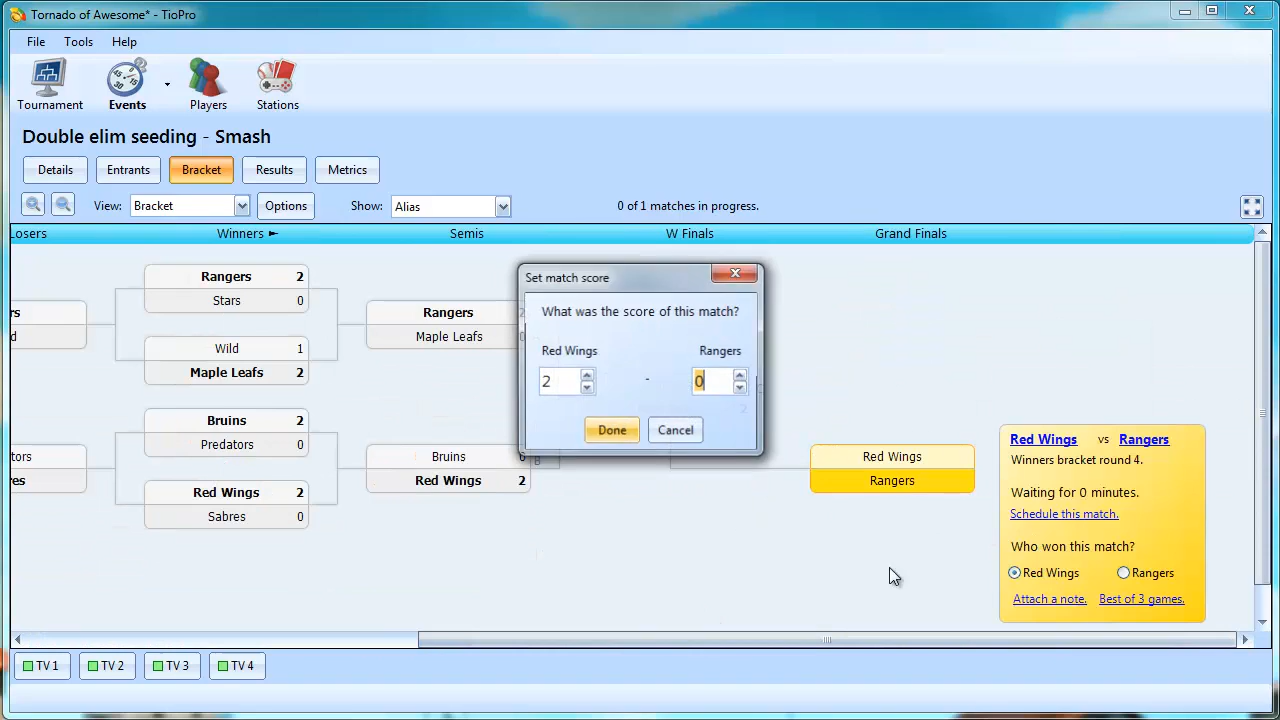 Tornado of Awesome* - TioPro
File Tools Help
Tournament Events Players Stations
Double elim seeding - Smash
Details Entrants Bracket Results Metrics
View: Bracket Options Show: Alias 0 of 1 matches in progress.
Losers Winners ► Semis W Finals Grand Finals
Rangers 2
Stars 0
Wild 1
Maple Leafs 2
Bruins 2
Predators 0
Red Wings 2
Sabres 0
Rangers
Maple Leafs
Bruins 0
Red Wings 2
Set match score
What was the score of this match?
Red Wings Rangers
2 - 0
Done Cancel
Red Wings
Rangers
Red Wings vs Rangers
Winners bracket round 4.
Waiting for 0 minutes.
Schedule this match.
Who won this match?
Red Wings Rangers
Attach a note. Best of 3 games.
TV 1 TV 2 TV 3 TV 4